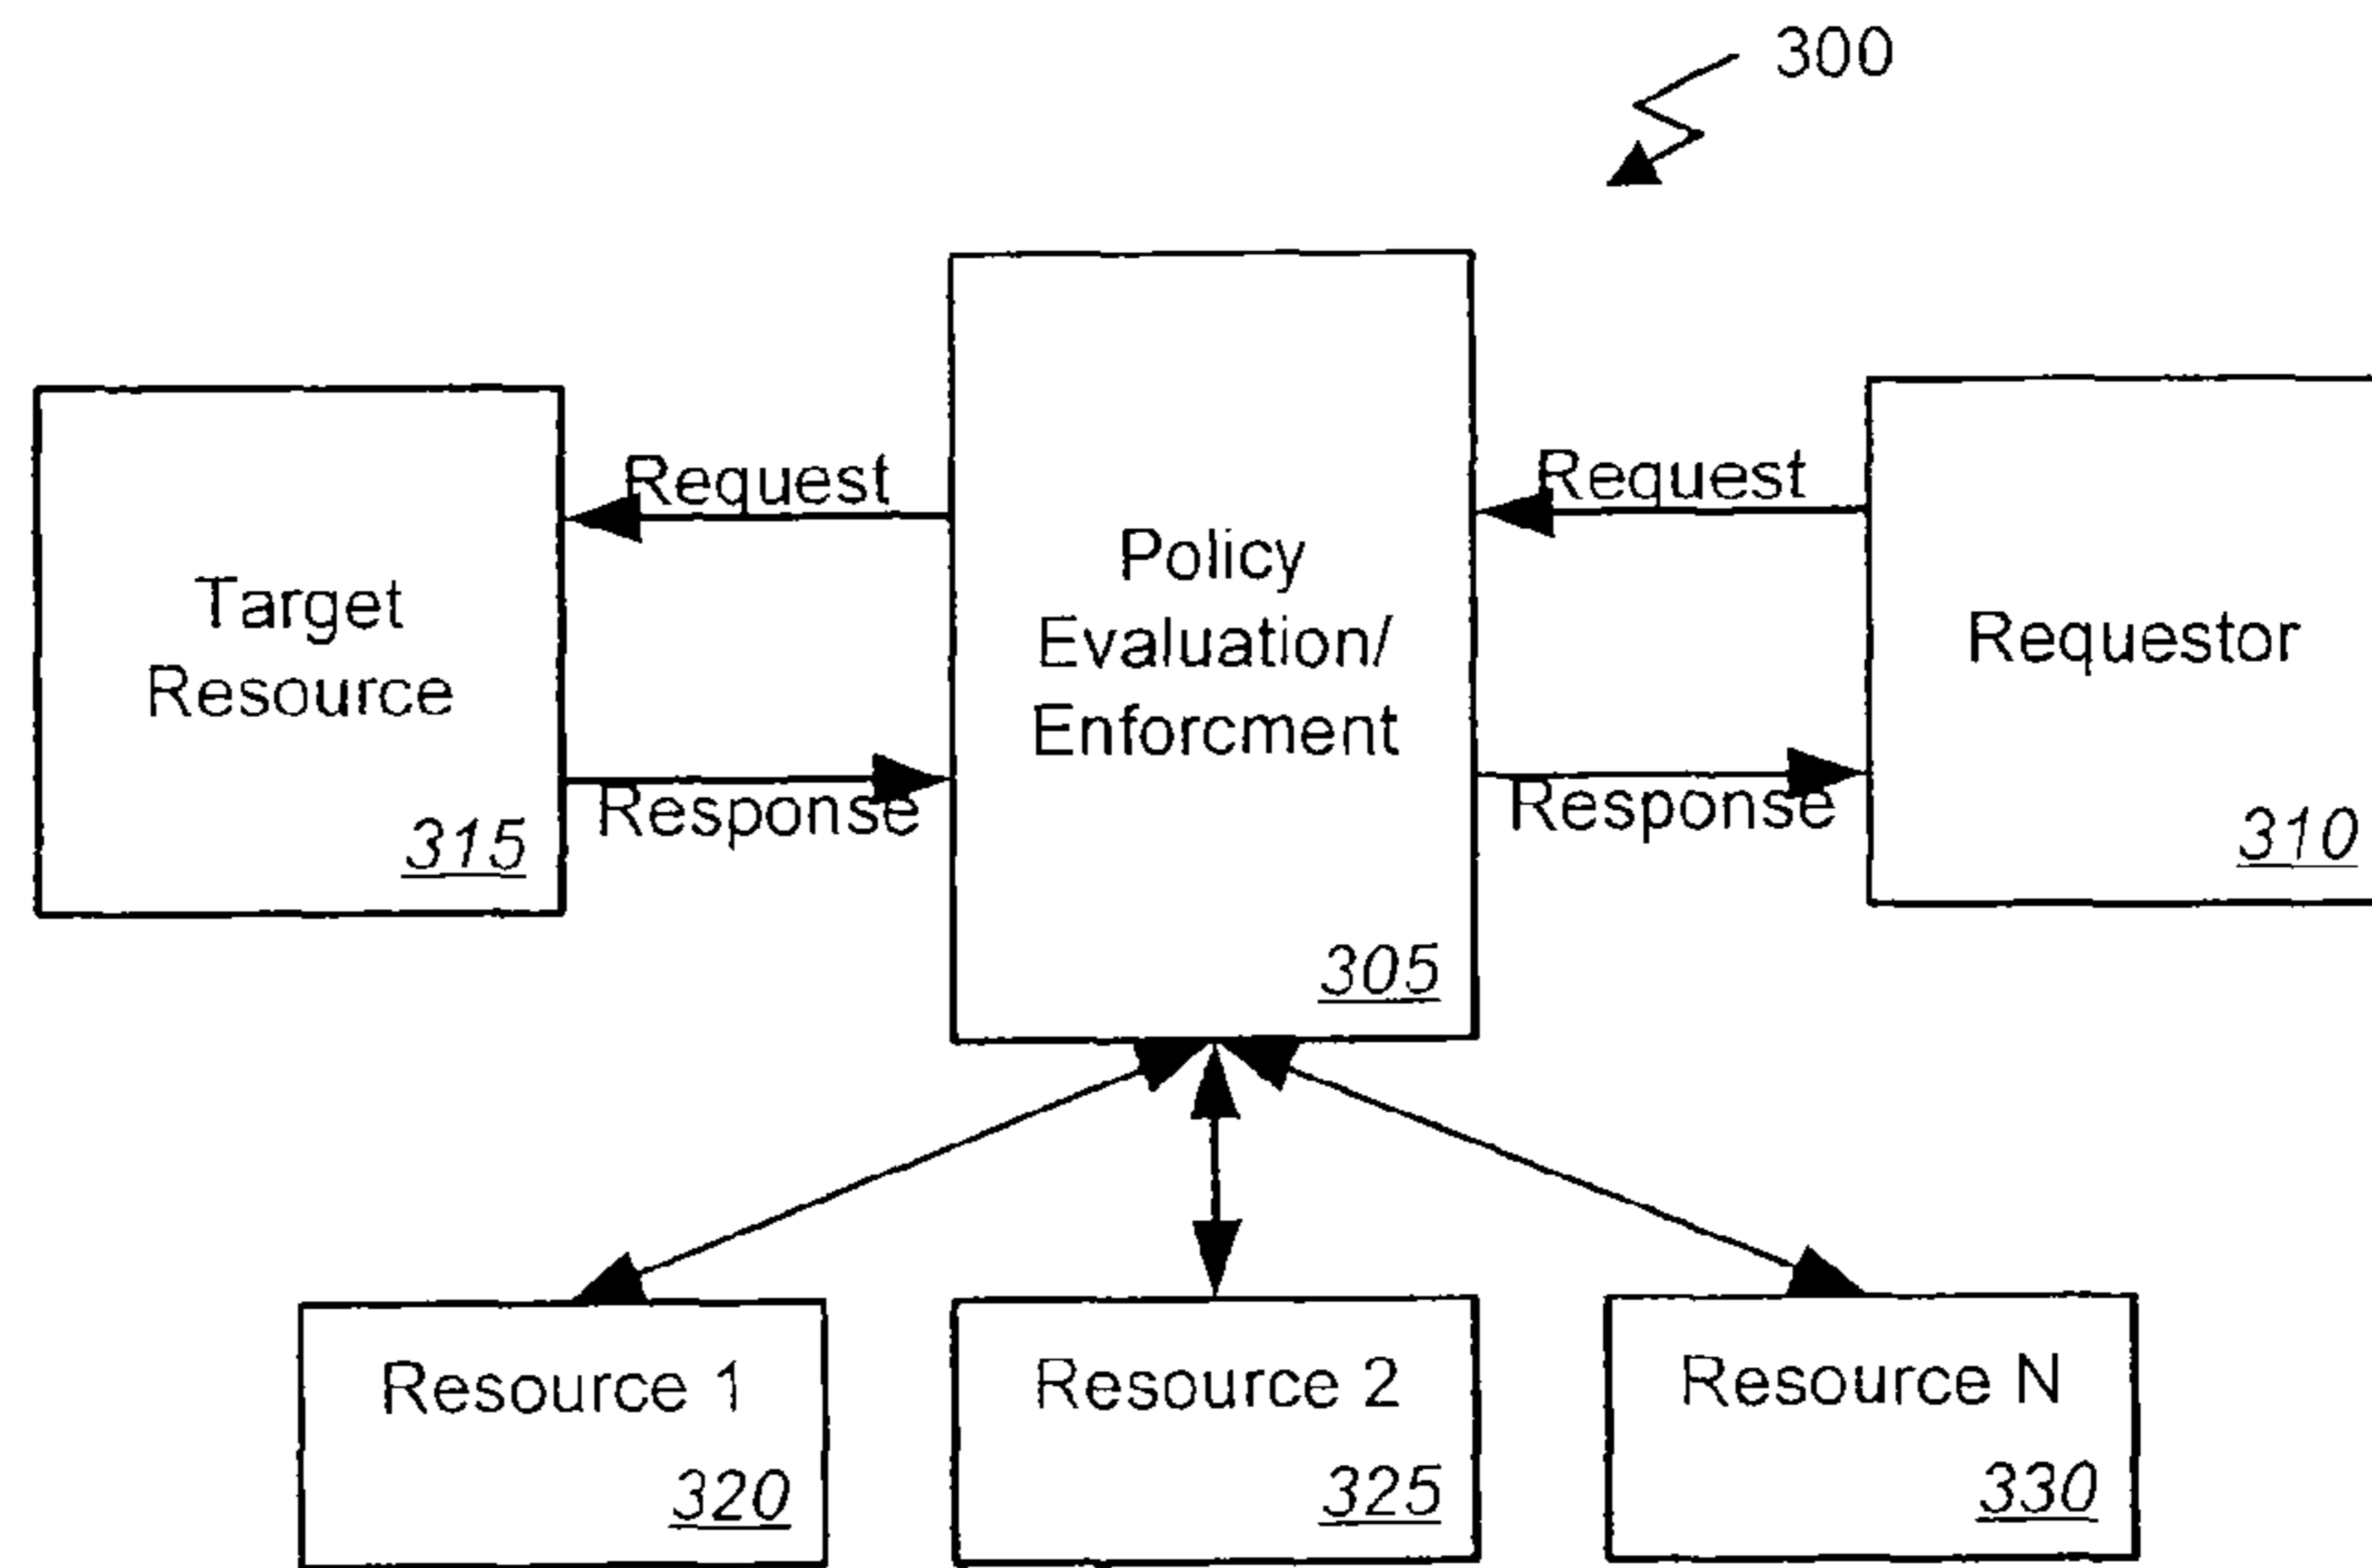 300
Request
Request
Target
Resource
315
Policy
Evaluation/
Enforcment
305
Requestor
310
Response
Response
Resource 1
320
Resource 2
325
Resource N
330